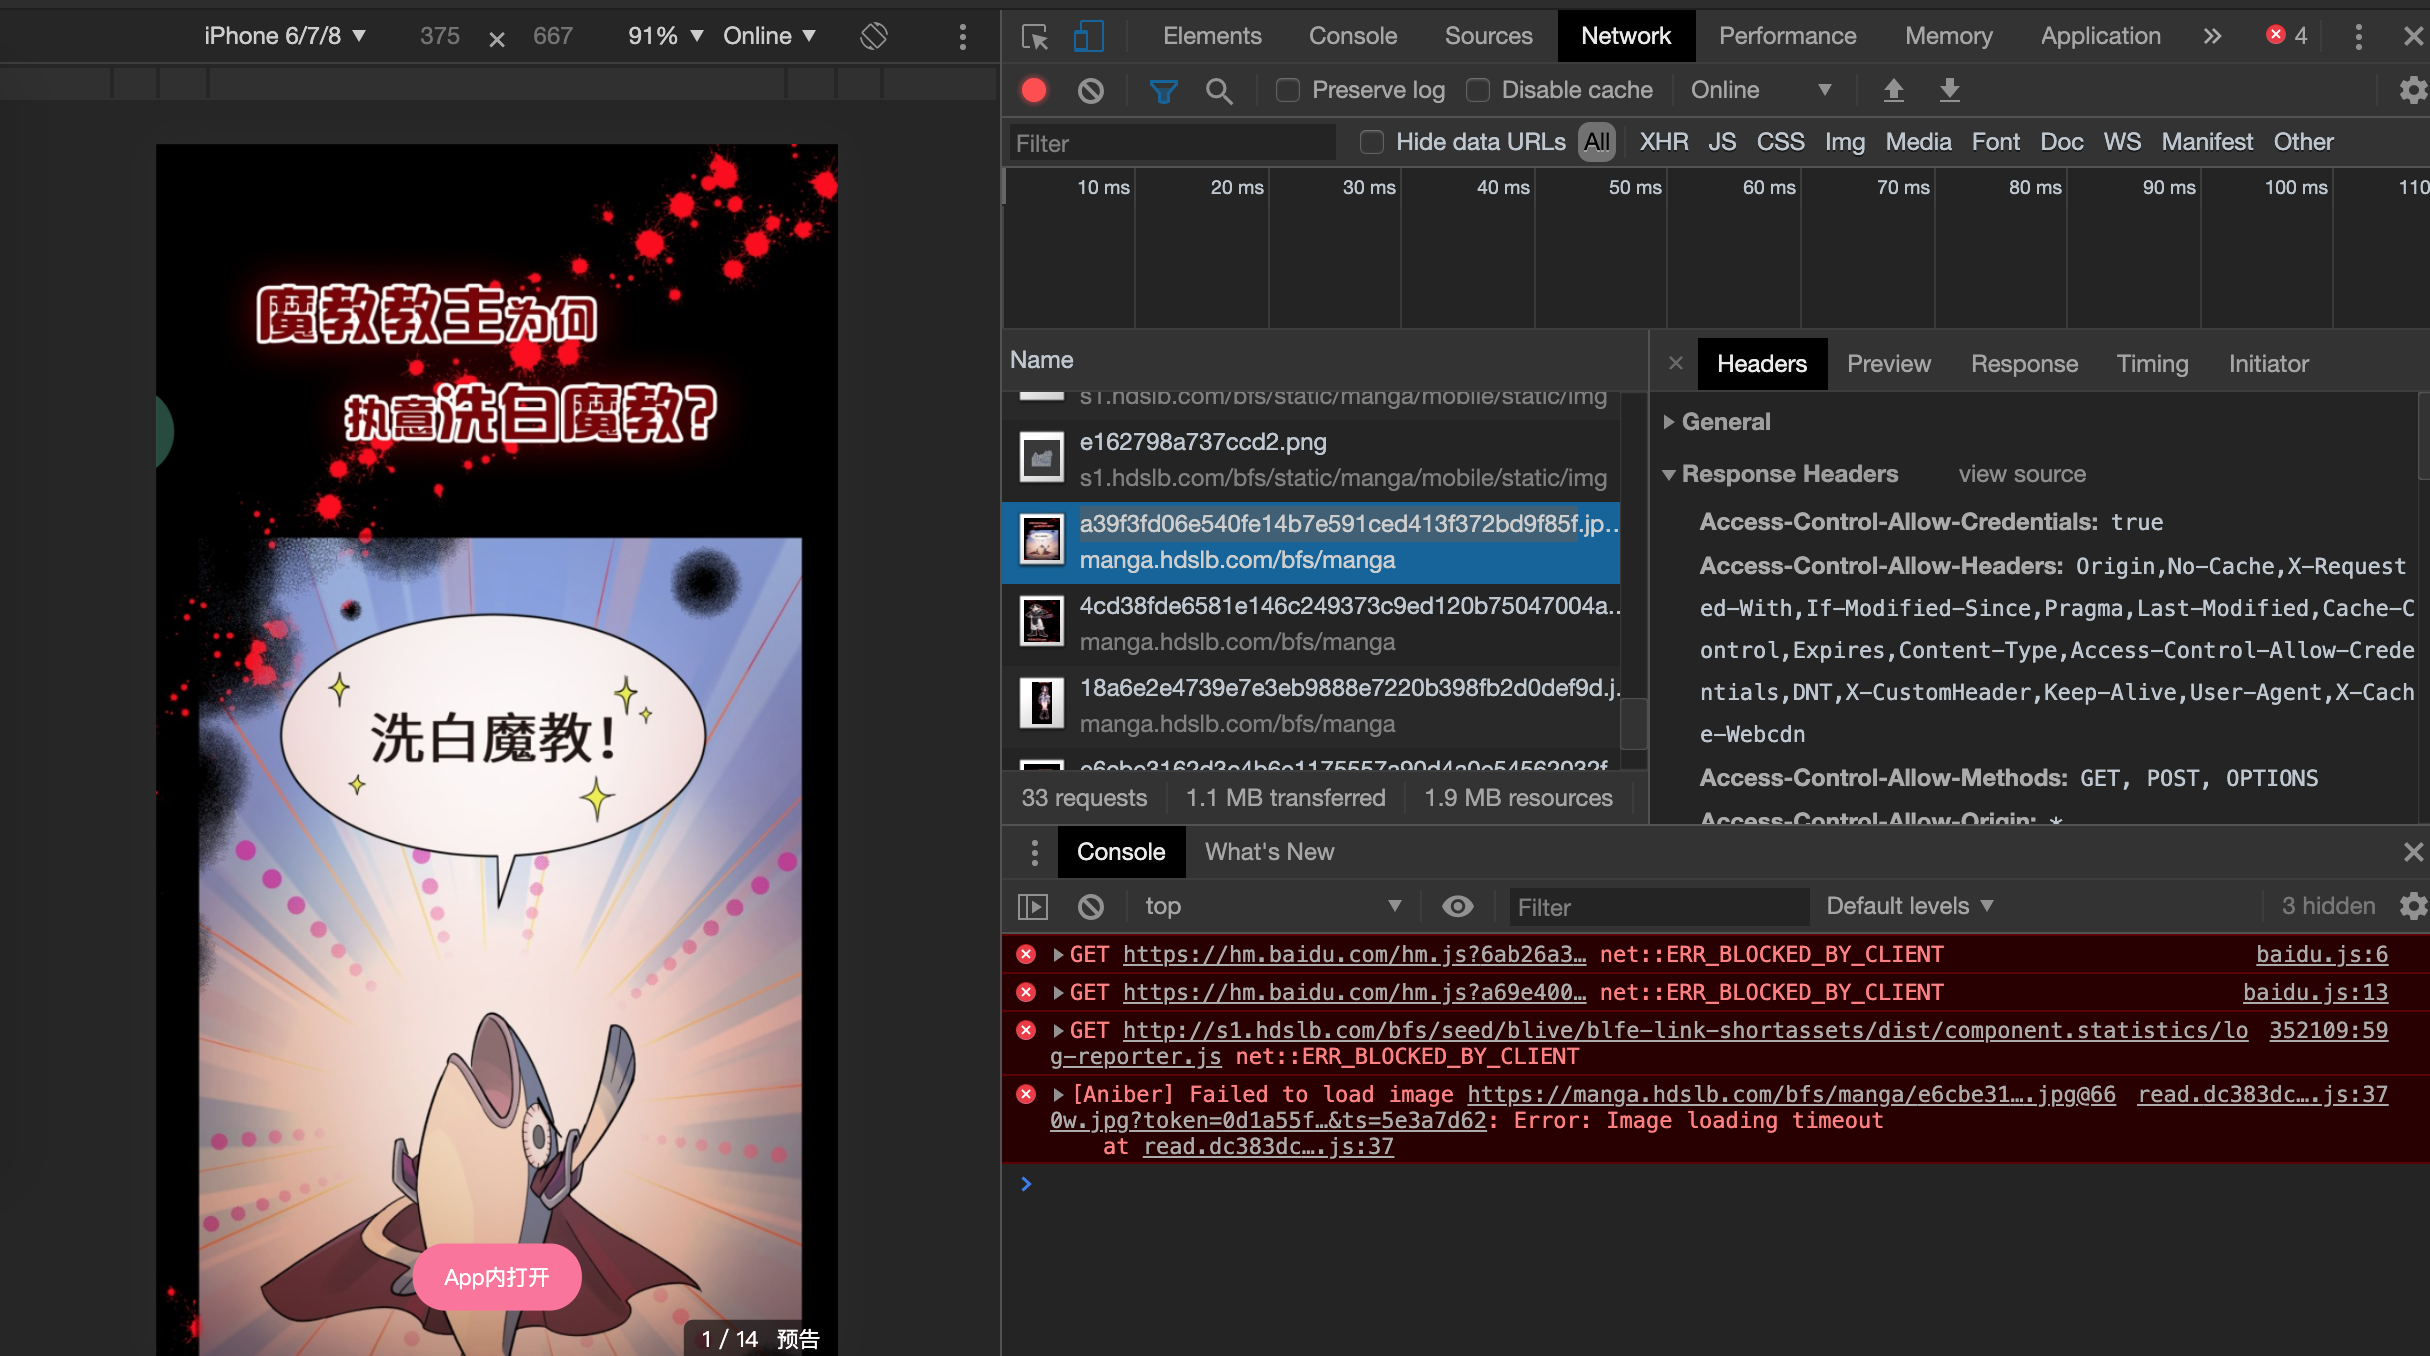 iPhone 6/7/8 ▼ 375 × 667 91% ▼ Online ▼
Elements Console Sources Network Performance Memory Application » 4
Preserve log Disable cache Online ▼
Filter Hide data URLs All XHR JS CSS Img Media Font Doc WS Manifest Other
10 ms 20 ms 30 ms 40 ms 50 ms 60 ms 70 ms 80 ms 90 ms 100 ms 110
魔教教主为何
执意洗白魔教?
洗白魔教!
App内打开
1 / 14 预告
Name
s1.hdslb.com/bfs/static/manga/mobile/static/img
e162798a737ccd2.png
s1.hdslb.com/bfs/static/manga/mobile/static/img
a39f3fd06e540fe14b7e591ced413f372bd9f85f.jp...
manga.hdslb.com/bfs/manga
4cd38fde6581e146c249373c9ed120b75047004a...
manga.hdslb.com/bfs/manga
18a6e2e4739e7e3eb9888e7220b398fb2d0def9d.j...
manga.hdslb.com/bfs/manga
33 requests 1.1 MB transferred 1.9 MB resources
Headers Preview Response Timing Initiator
General
Response Headers view source
Access-Control-Allow-Credentials: true
Access-Control-Allow-Headers: Origin,No-Cache,X-Request
ed-With,If-Modified-Since,Pragma,Last-Modified,Cache-C
ontrol,Expires,Content-Type,Access-Control-Allow-Crede
ntials,DNT,X-CustomHeader,Keep-Alive,User-Agent,X-Cach
e-Webcdn
Access-Control-Allow-Methods: GET, POST, OPTIONS
Access-Control-Allow-Origin: *
Console What's New
top Filter Default levels ▼ 3 hidden
GET https://hm.baidu.com/hm.js?6ab26a3… net::ERR_BLOCKED_BY_CLIENT baidu.js:6
GET https://hm.baidu.com/hm.js?a69e400… net::ERR_BLOCKED_BY_CLIENT baidu.js:13
GET http://s1.hdslb.com/bfs/seed/blive/blfe-link-shortassets/dist/component.statistics/lo 352109:59
g-reporter.js net::ERR_BLOCKED_BY_CLIENT
[Aniber] Failed to load image https://manga.hdslb.com/bfs/manga/e6cbe31….jpg@66 read.dc383dc….js:37
0w.jpg?token=0d1a55f…&ts=5e3a7d62: Error: Image loading timeout
at read.dc383dc….js:37